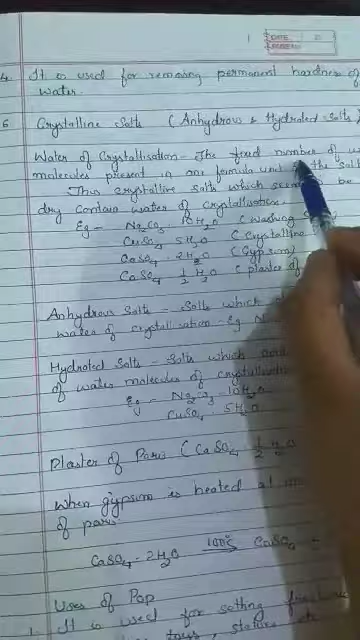 DATE
4. It is used for removing permanent hardness of
Water.
6 Crystalline Salts (Anhydrous & Hydrated Salts)
Water of Crystallisation - The fixed number of
molecules present in one formula unit of the Salt
This crystalline salts which seem to be
dry contain water of crystallisation.
Eg - Na2CO3 · 10H2O (Washing
CuSO4 5H2O (Crystalline
CaSO4 · 2H2O (Gypsum)
CaSO4 1/2 H2O (plaster of
Anhydrous Salts - Salts which
water of crystallisation - Eg
Hydrated Salts - Salts which
of water molecules of
Eg - Na2CO3 · 10H2O
CuSO4 · 5H2O
Plaster of Paris (CaSO4 1/2 H2O
When gypsum is heated at
of paris.
CaSO4 · 2H2O 100°C CaSO4
Uses of Pop
1. It is used for setting
toys, statues etc